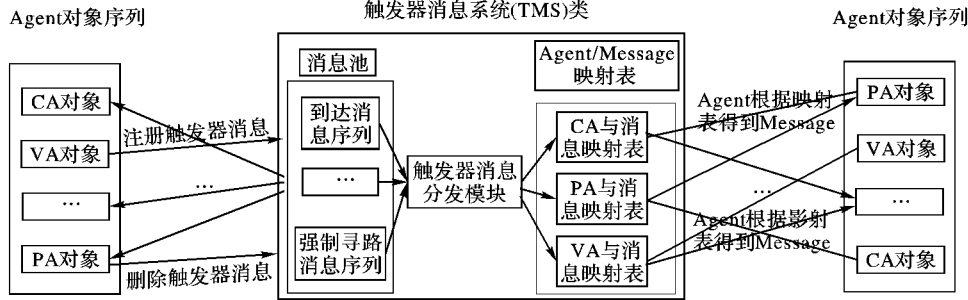 触发器消息系统(TMS)类
Agent对象序列
CA对象
VA对象
…
PA对象
注册触发器消息
…
删除触发器消息
消息池
到达消
息序列
…
强制寻路
消息序列
触发器消息
分发模块
Agent/Message
映射表
CA与消
息映射表
PA与消
息映射表
VA与消
息映射表
Agent根据映射
表得到Message
…
Agent根据影射
表得到Message
Agent对象序列
PA对象
VA对象
…
CA对象